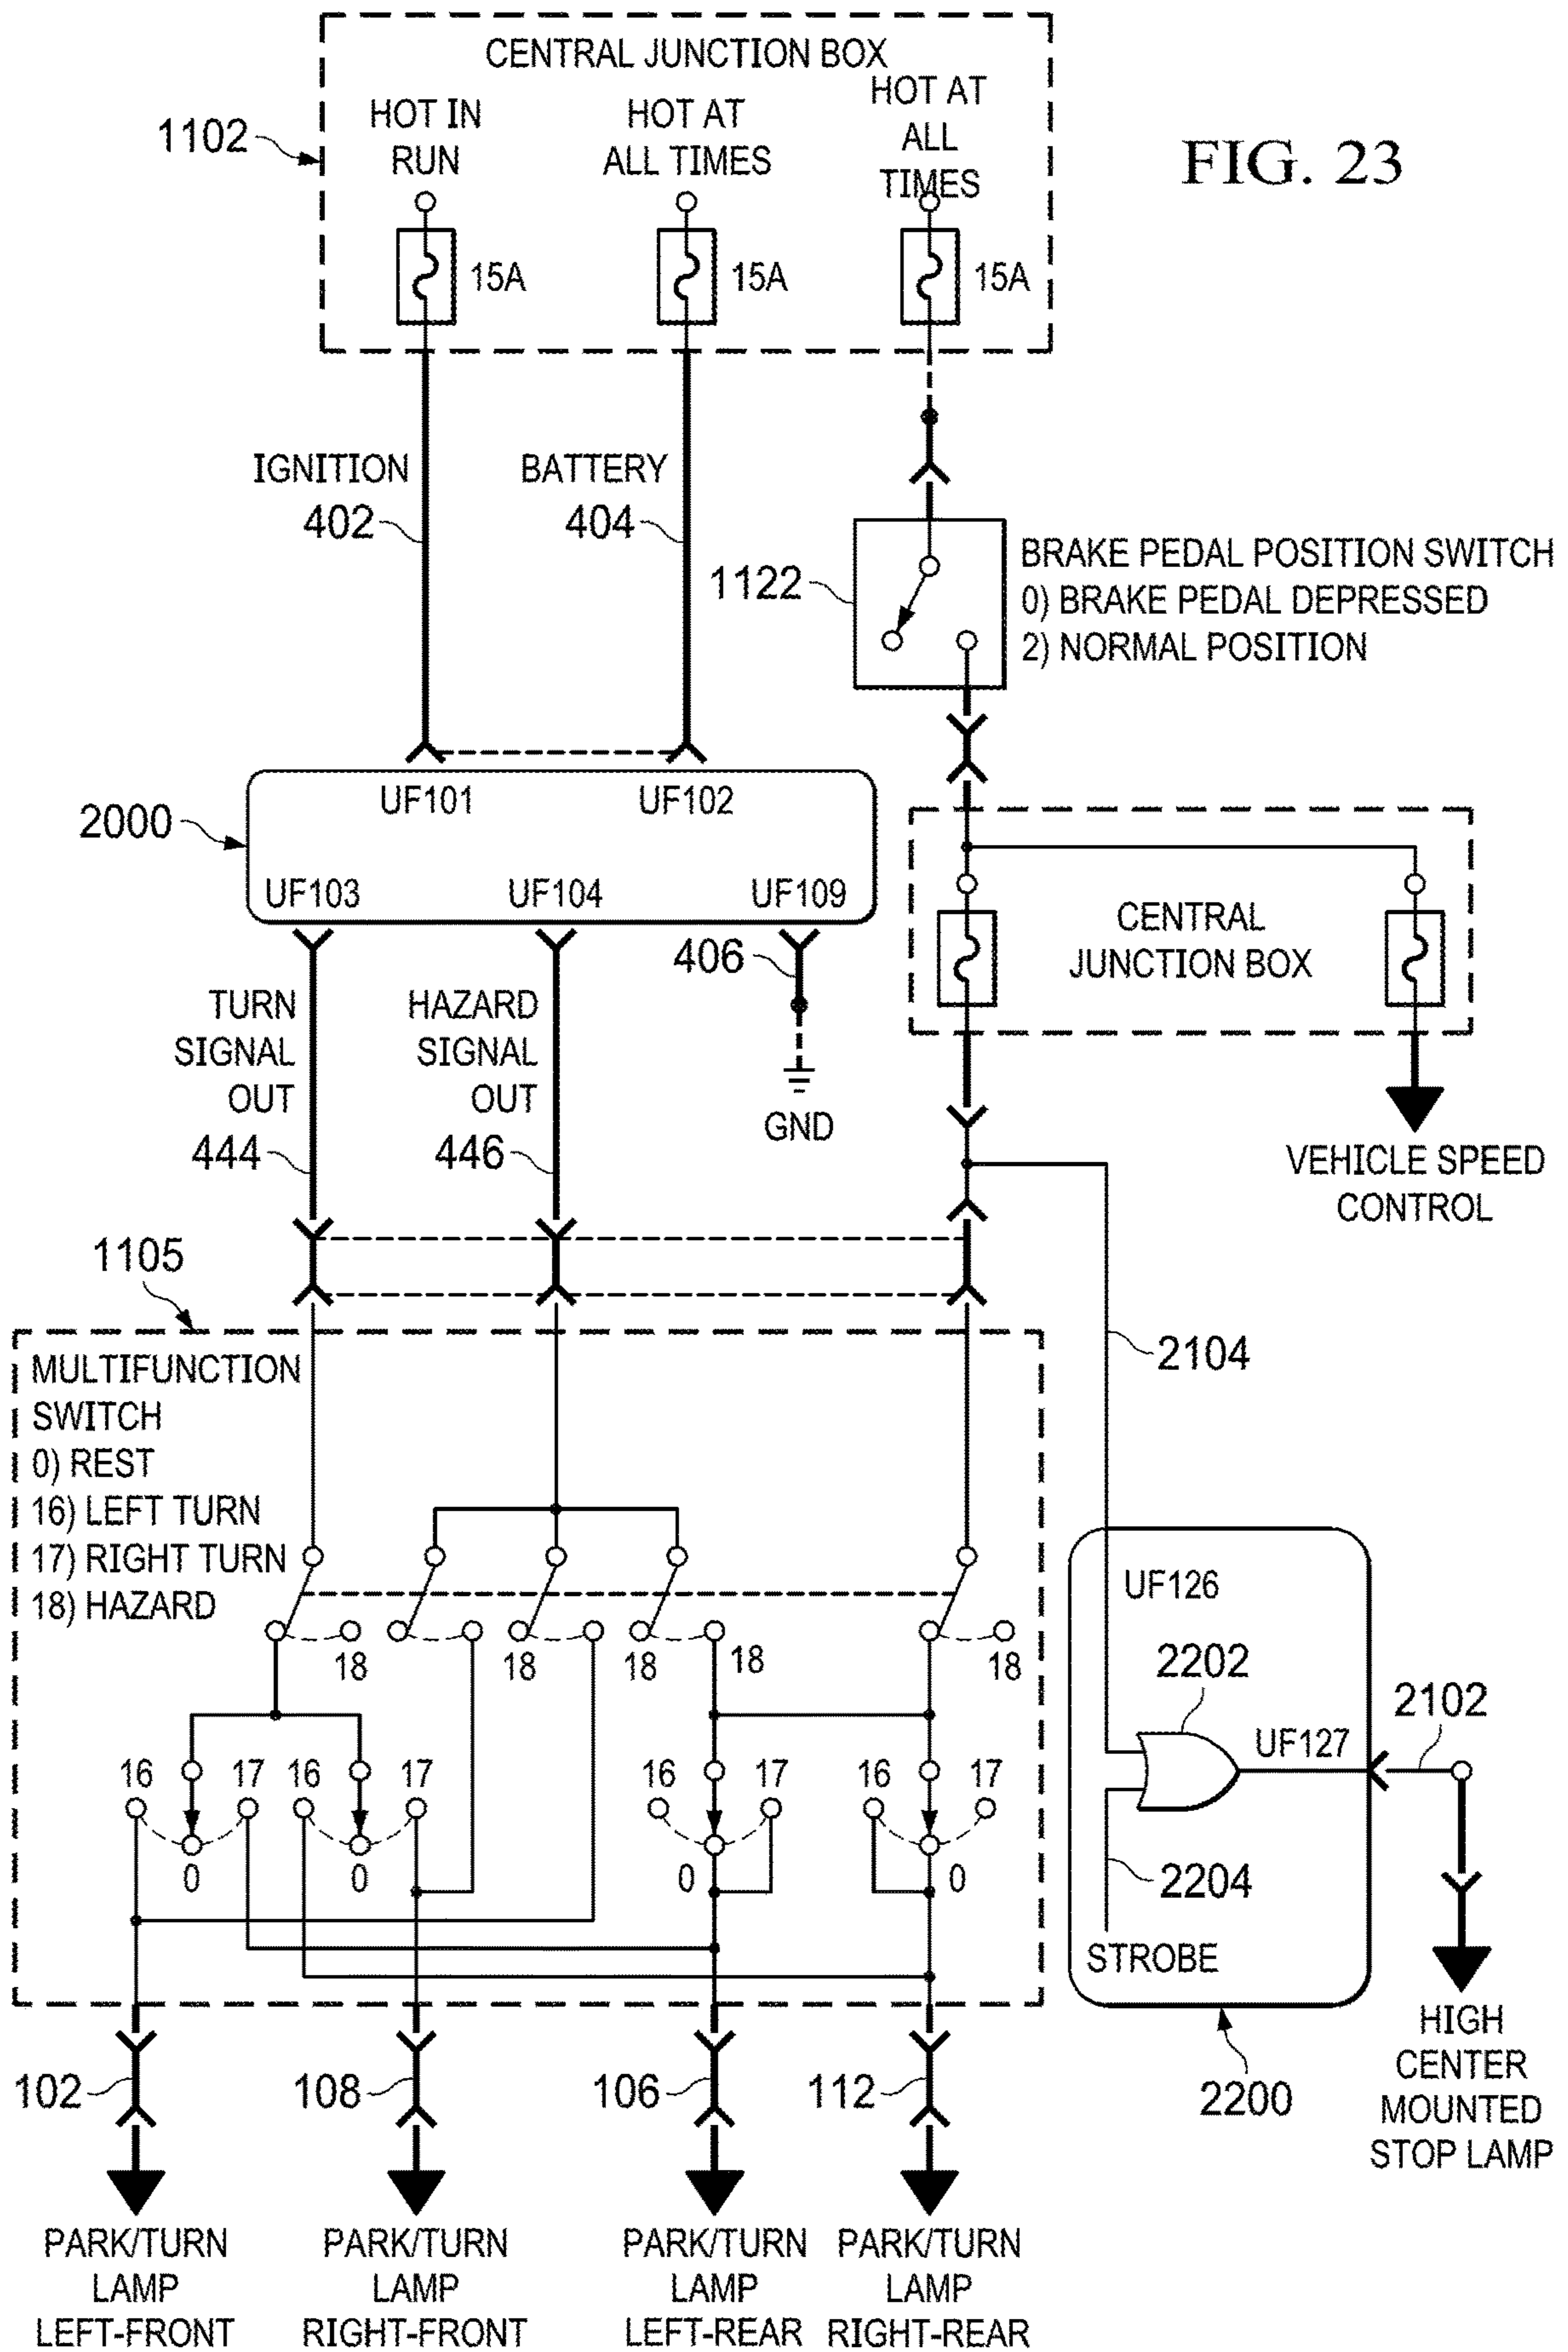 CENTRAL JUNCTION BOX
HOT IN
RUN
HOT AT
ALL TIMES
HOT AT
ALL
TIMES
1102
FIG. 23
15A
15A
15A
IGNITION
402
BATTERY
404
1122
BRAKE PEDAL POSITION SWITCH
0) BRAKE PEDAL DEPRESSED
2) NORMAL POSITION
2000
UF101
UF102
UF103
UF104
UF109
406
CENTRAL
JUNCTION BOX
TURN
SIGNAL
OUT
444
HAZARD
SIGNAL
OUT
446
GND
VEHICLE SPEED
CONTROL
1105
2104
MULTIFUNCTION
SWITCH
0) REST
16) LEFT TURN
17) RIGHT TURN
18) HAZARD
18
18
18
18
18
UF126
2202
2102
UF127
16
17
16
17
16
17
16
17
0
0
0
0
2204
STROBE
HIGH
CENTER
MOUNTED
STOP LAMP
2200
102
108
106
112
PARK/TURN
LAMP
LEFT-FRONT
PARK/TURN
LAMP
RIGHT-FRONT
PARK/TURN
LAMP
LEFT-REAR
PARK/TURN
LAMP
RIGHT-REAR